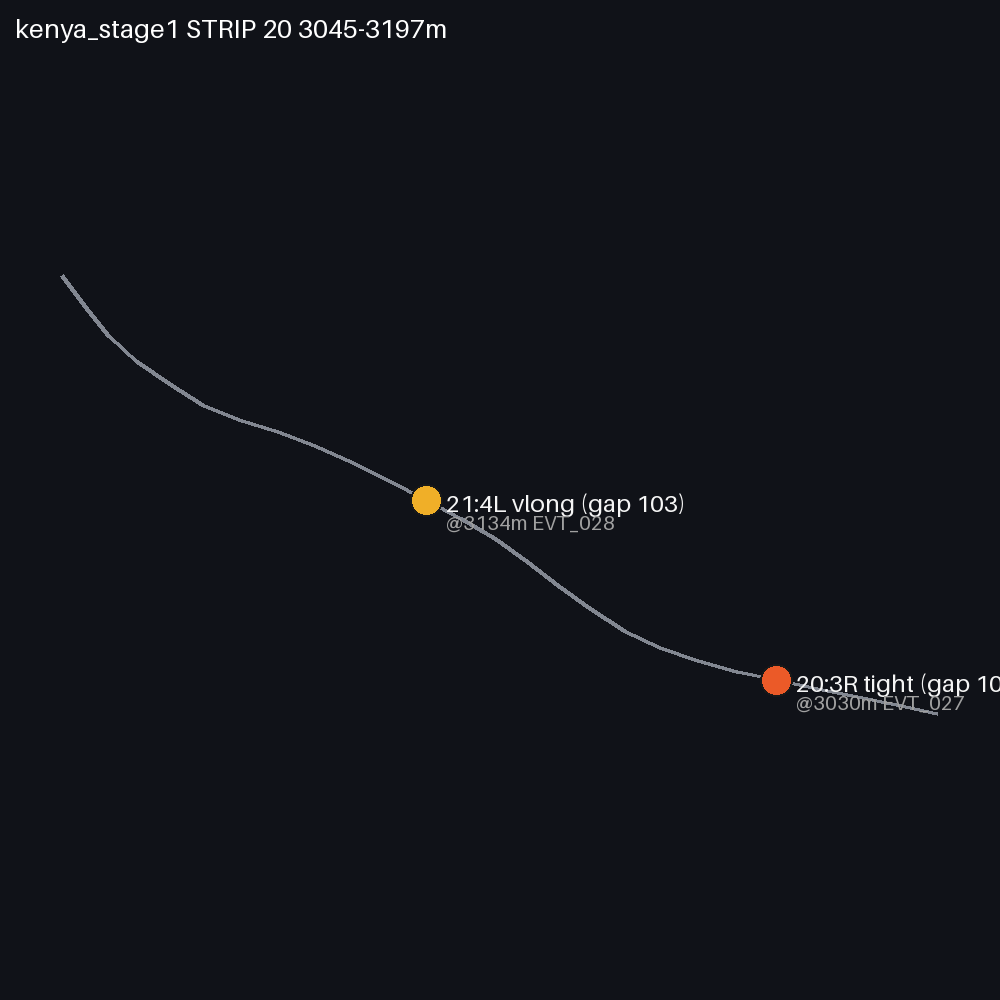 kenya_stage1 STRIP 20 3045-3197m
21:4L vlong (gap 103)
@3134m EVT_028
20:3R tight (gap 10
@3030m EVT_027